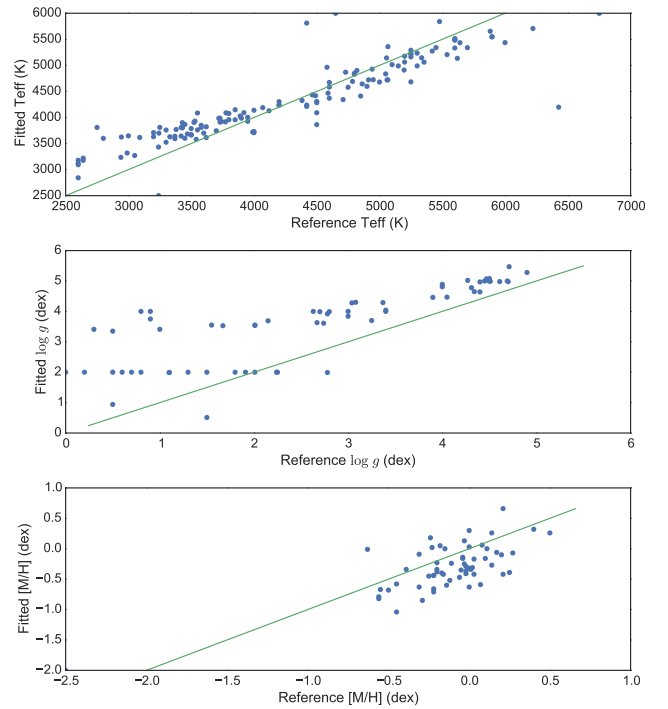 6000
5500
5000
4500
4000
3500
3000
2500
Fitted Teff (K)
2500 3000 3500 4000 4500 5000 5500 6000 6500 7000
Reference Teff (K)
6
5
4
3
2
1
0
Fitted log g (dex)
0 1 2 3 4 5 6
Reference log g (dex)
1.0
0.5
0.0
−0.5
−1.0
−1.5
−2.0
Fitted [M/H] (dex)
−2.5 −2.0 −1.5 −1.0 −0.5 0.0 0.5 1.0
Reference [M/H] (dex)